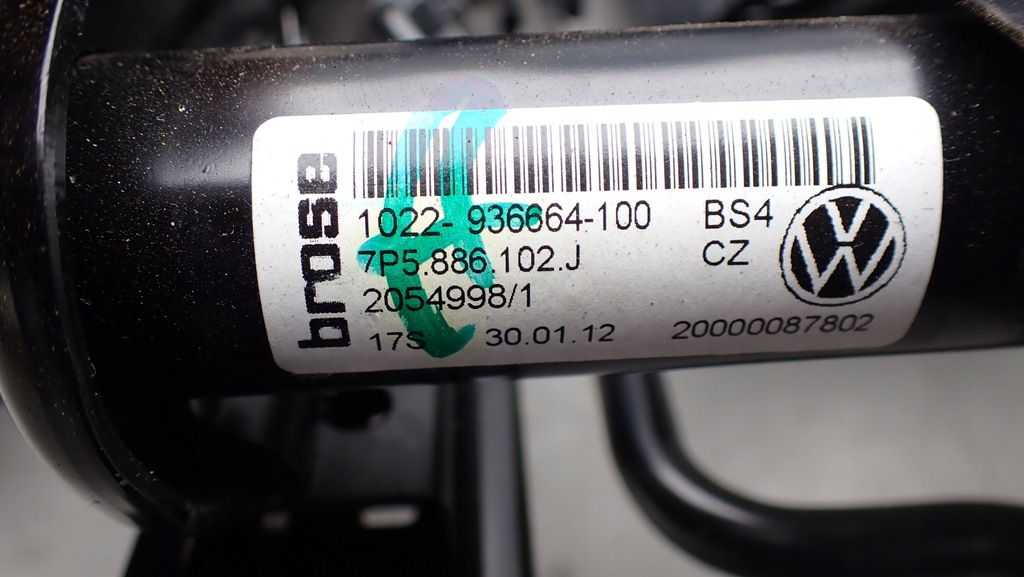 brose
1022- 936664-100 BS4
7P5.886.102.J CZ
2054998/1
17S 30.01.12 20000087802